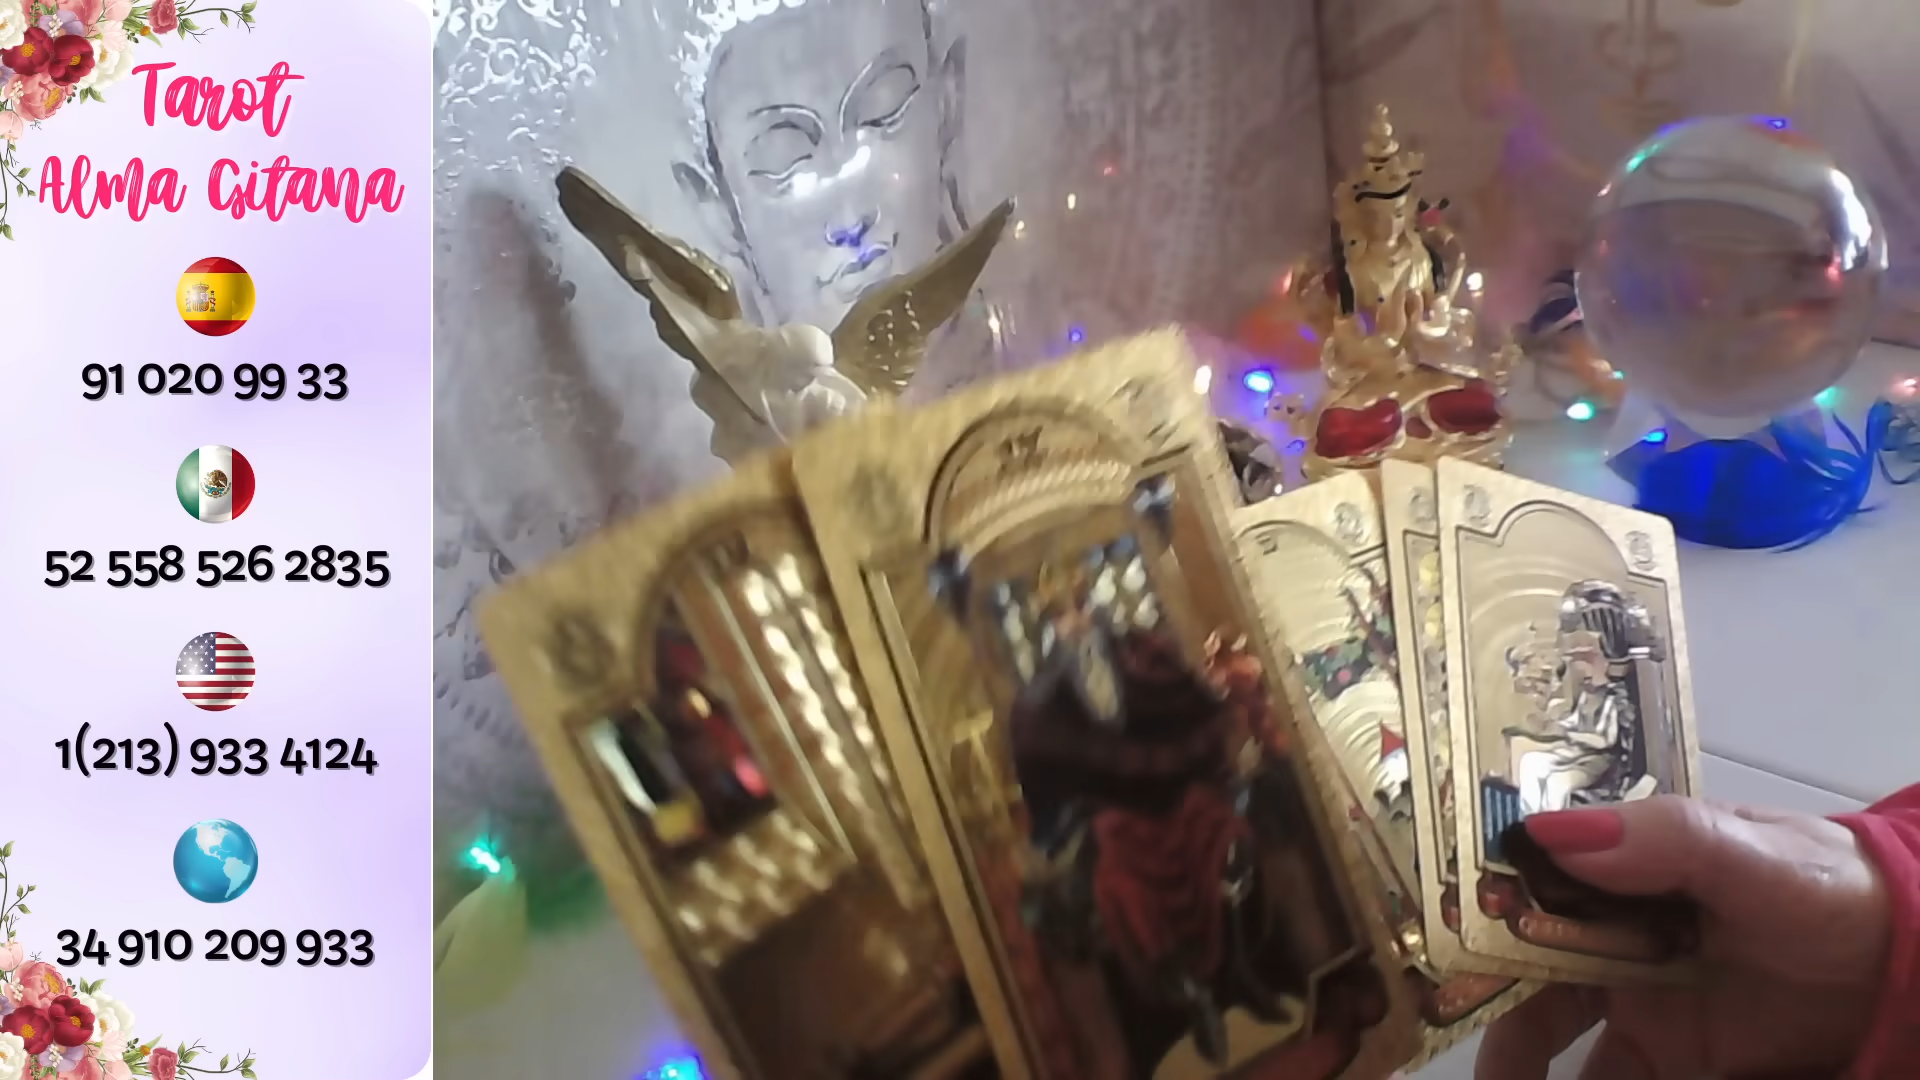 Tarot
Alma Gitana
91 020 99 33
52 558 526 2835
1(213) 933 4124
34 910 209 933